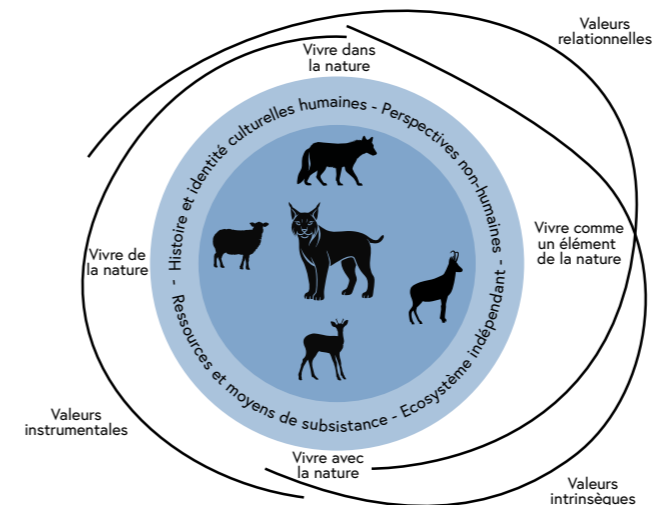 Valeurs
relationnelles
Vivre dans
la nature
- Histoire et identité culturelles humaines - Perspectives non-humaines -
Vivre de
la nature
Vivre comme
un élément
de la nature
Ressources et moyens de subsistance - Ecosystème indépendant -
Valeurs
instrumentales
Vivre avec
la nature
Valeurs
intrinsèques